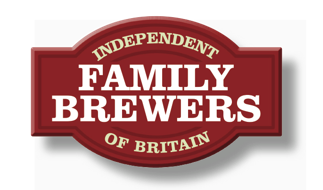 INDEPENDENT
FAMILY
BREWERS
OF BRITAIN